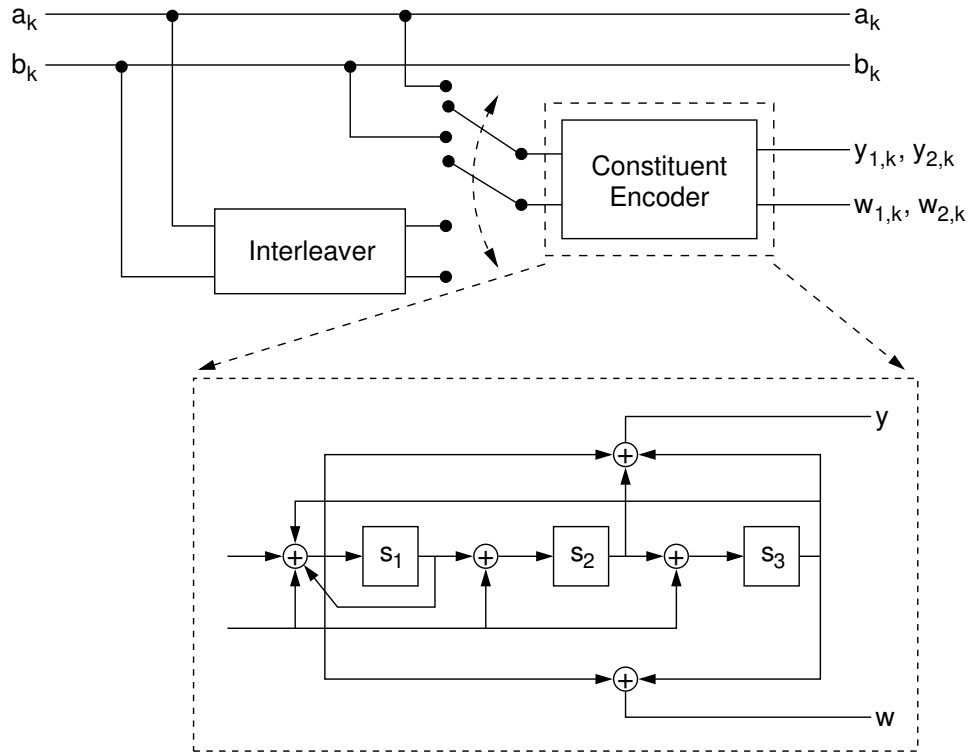 a_k a_k
b_k b_k
Constituent
Encoder
y_{1,k}, y_{2,k}
w_{1,k}, w_{2,k}
Interleaver
y
+
+ s_1 + s_2 + s_3
+
w